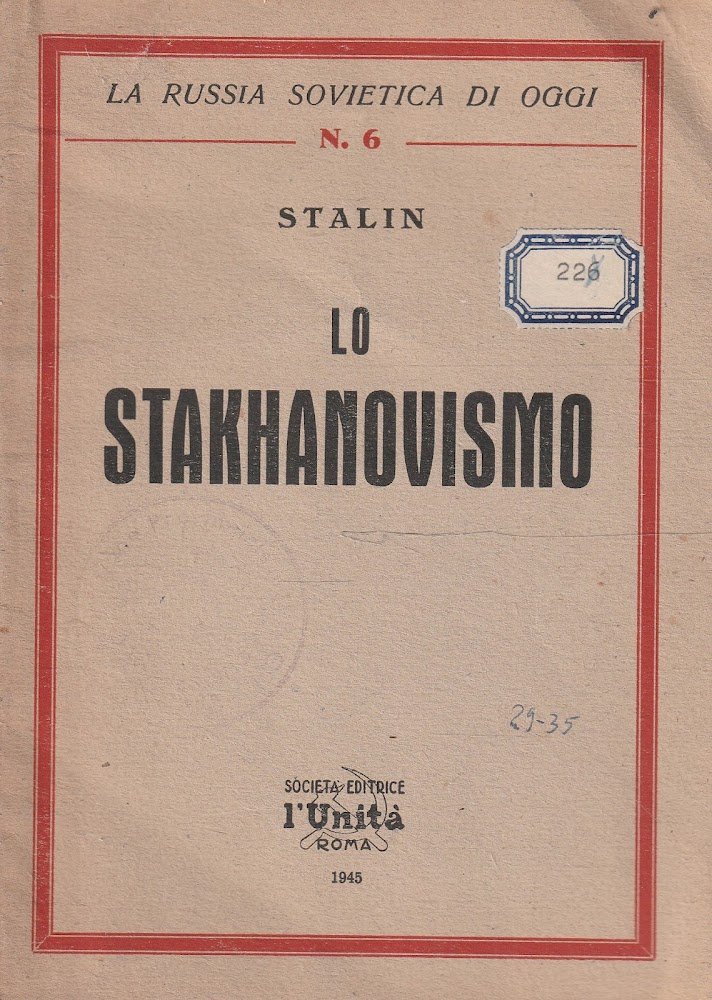 LA RUSSIA SOVIETICA DI OGGI
N. 6
STALIN
226
LO
STAKHANOVISMO
29-35
SOCIETÀ EDITRICE
l'Unità
ROMA
1945